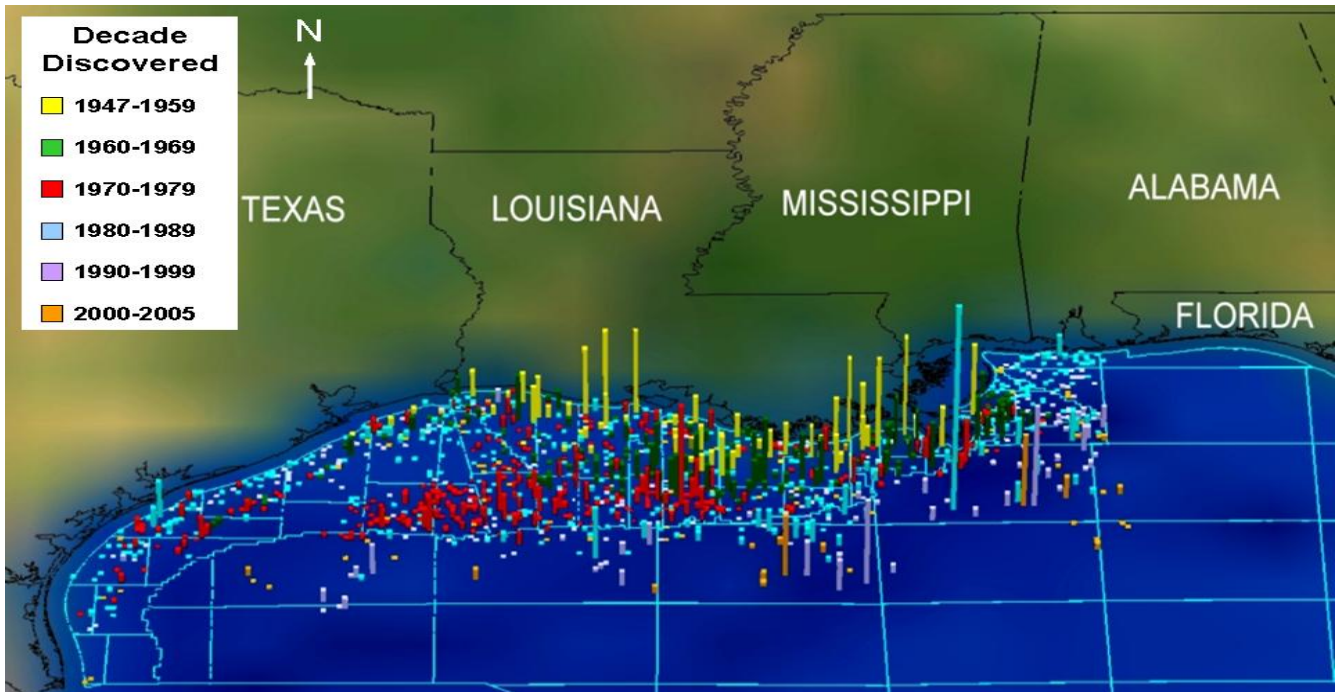 Decade
Discovered
1947-1959
1960-1969
1970-1979
1980-1989
1990-1999
2000-2005
N
TEXAS
LOUISIANA
MISSISSIPPI
ALABAMA
FLORIDA